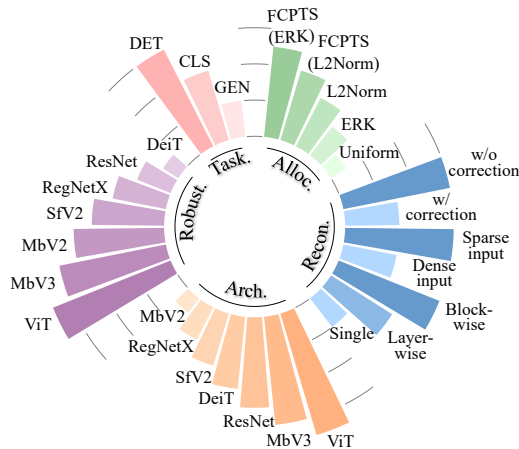 DET
CLS
GEN
Task.
FCPTS
(ERK)
FCPTS
(L2Norm)
L2Norm
ERK
Uniform
Alloc.
w/o
correction
w/
correction
Sparse
input
Dense
input
Block-
wise
Layer-
wise
Single
Recon.
ViT
MbV3
ResNet
DeiT
SfV2
RegNetX
MbV2
Arch.
ViT
MbV3
MbV2
SfV2
RegNetX
ResNet
DeiT
Robust.